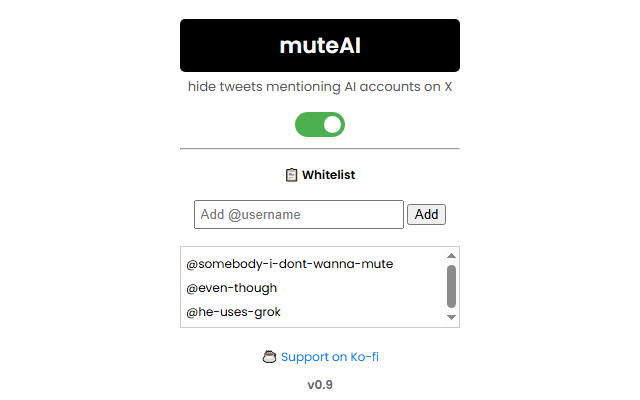 muteAI
hide tweets mentioning AI accounts on X
Whitelist
Add @username
Add
@somebody-i-dont-wanna-mute
@even-though
@he-uses-grok
Support on Ko-fi
v0.9